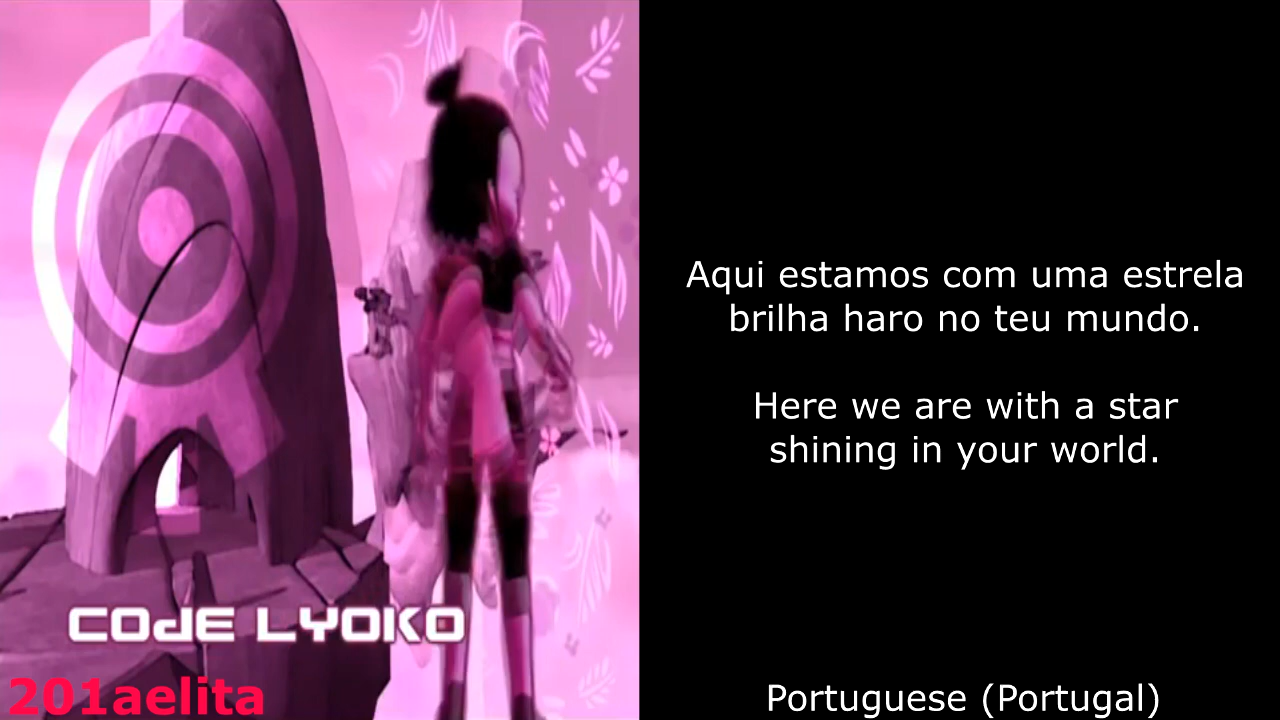 Aqui estamos com uma estrela
brilha haro no teu mundo.
Here we are with a star
shining in your world.
CODE LYOKO
201aelita
Portuguese (Portugal)